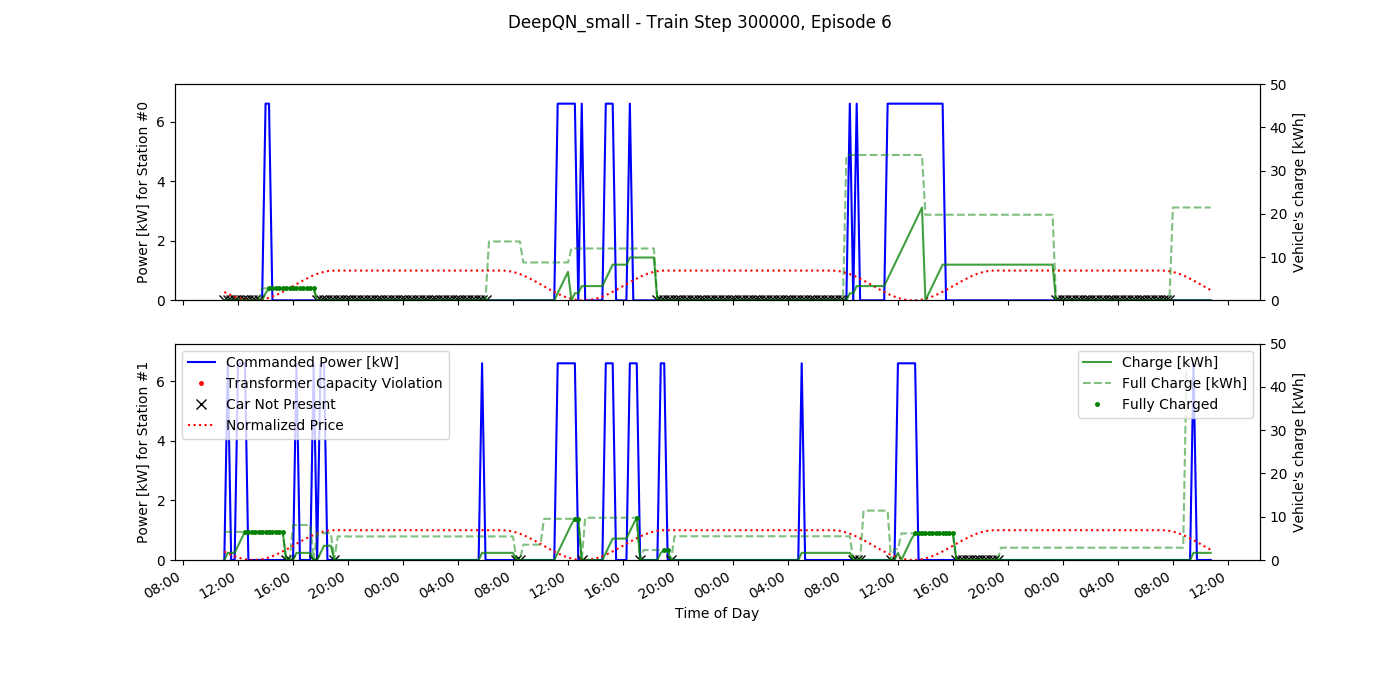 DeepQN_small - Train Step 300000, Episode 6
Power [kW] for Station #0
0
2
4
6
0
10
20
30
40
50
Vehicle's charge [kWh]
Power [kW] for Station #1
0
2
4
6
Commanded Power [kW]
Transformer Capacity Violation
Car Not Present
Normalized Price
Charge [kWh]
Full Charge [kWh]
Fully Charged
0
10
20
30
40
50
Vehicle's charge [kWh]
08:00 12:00 16:00 20:00 00:00 04:00 08:00 12:00 16:00 20:00 00:00 04:00 08:00 12:00 16:00 20:00 00:00 04:00 08:00 12:00
Time of Day